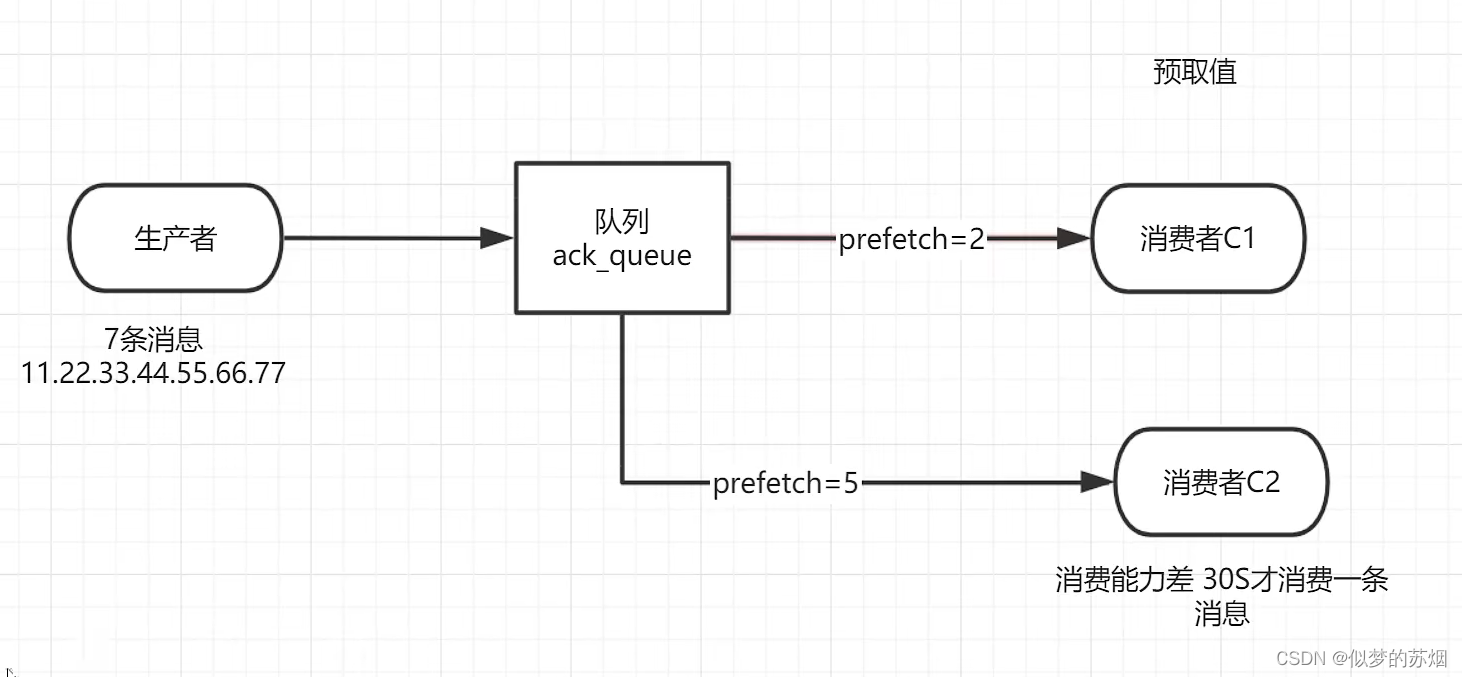 预取值
生产者
队列
ack_queue
prefetch=2
消费者C1
7条消息
11.22.33.44.55.66.77
prefetch=5
消费者C2
消费能力差 30S才消费一条
消息
CSDN @似梦的苏烟